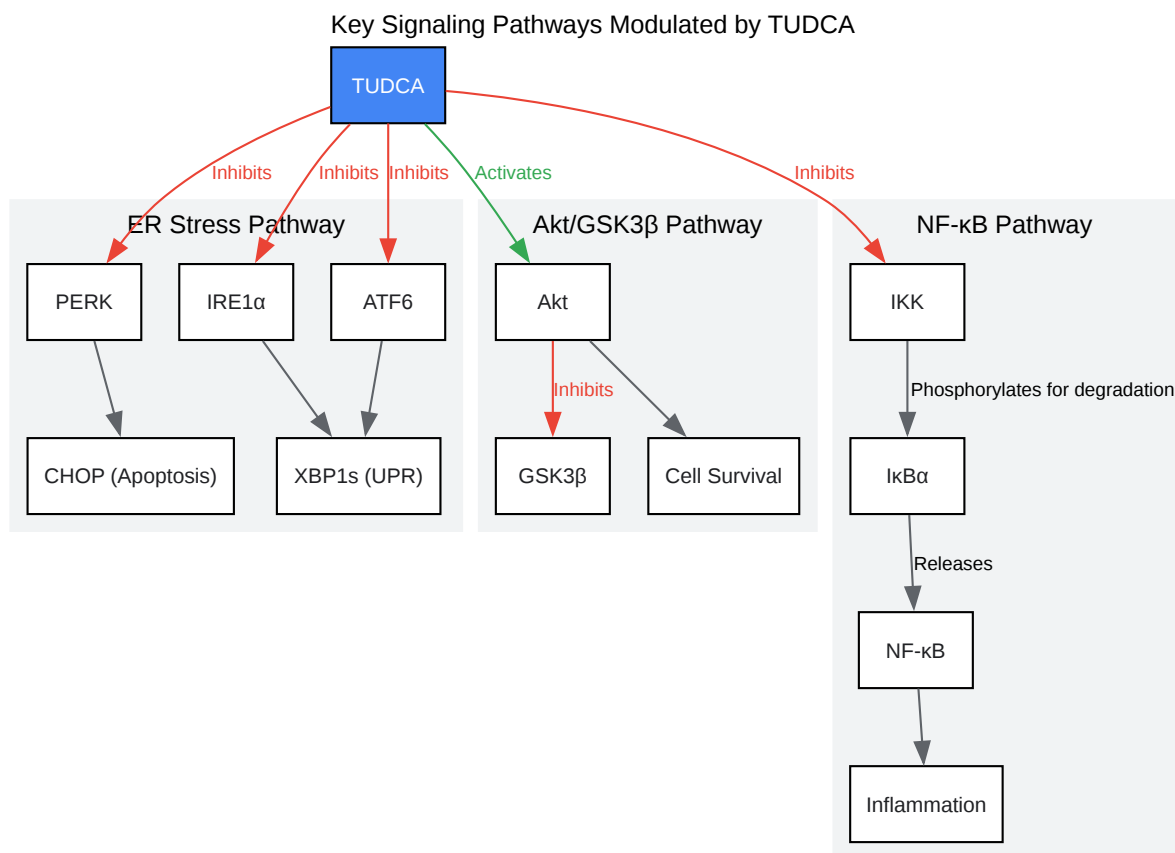 Key Signaling Pathways Modulated by TUDCA
TUDCA
Inhibits
Inhibits
Inhibits
Activates
Inhibits
ER Stress Pathway
Akt/GSK3β Pathway
NF-κB Pathway
PERK
IRE1α
ATF6
Akt
IKK
Inhibits
Phosphorylates for degradation
CHOP (Apoptosis)
XBP1s (UPR)
GSK3β
Cell Survival
IκBα
Releases
NF-κB
Inflammation